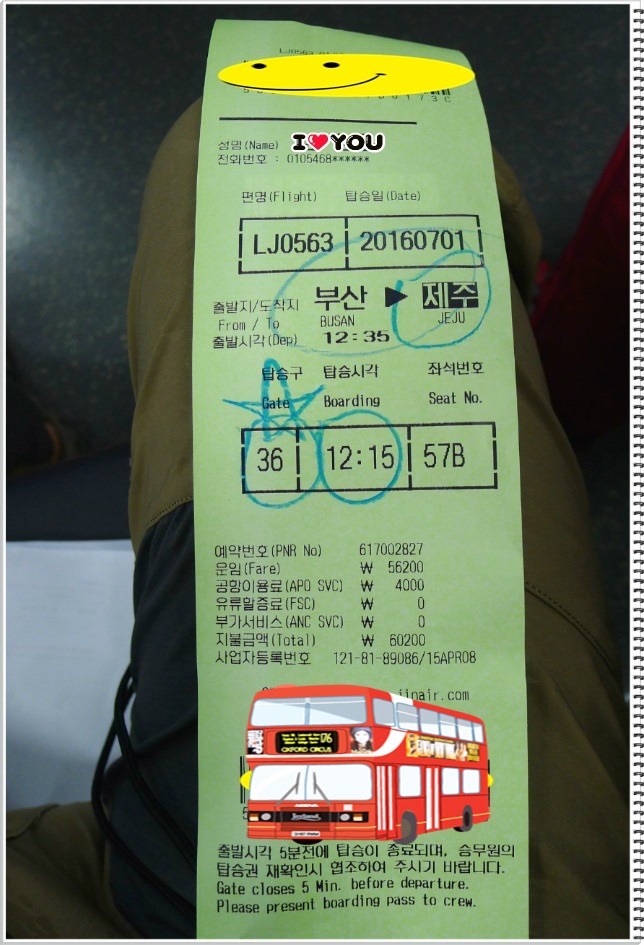 성명(Name) I❤YOU
전화번호 : 0105468******
편명(Flight) 탑승일(Date)
LJ0563 20160701
출발지/도착지 부산 ▶ 제주
From / To BUSAN JEJU
출발시각(Dep) 12:35
탑승구 탑승시각 좌석번호
Gate Boarding Seat No.
36 12:15 57B
예약번호(PNR No) 617002827
운임(Fare) ₩ 56200
공항이용료(APD SVC) ₩ 4000
유류할증료(FSC) ₩ 0
부가서비스(ANC SVC) ₩ 0
지불금액(Total) ₩ 60200
사업자등록번호 121-81-89086/15APR08
jinair.com
OXFORD CIRCUS
출발시각 5분전에 탑승이 종료되며, 승무원의
탑승권 재확인시 협조하여 주시기 바랍니다.
Gate closes 5 Min. before departure.
Please present boarding pass to crew.